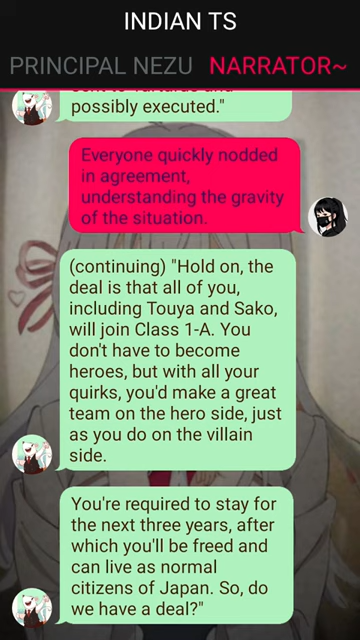 INDIAN TS
PRINCIPAL NEZU NARRATOR~
possibly executed."
Everyone quickly nodded
in agreement,
understanding the gravity
of the situation.
(continuing) "Hold on, the
deal is that all of you,
including Touya and Sako,
will join Class 1-A. You
don't have to become
heroes, but with all your
quirks, you'd make a great
team on the hero side, just
as you do on the villain
side.
You're required to stay for
the next three years, after
which you'll be freed and
can live as normal
citizens of Japan. So, do
we have a deal?"